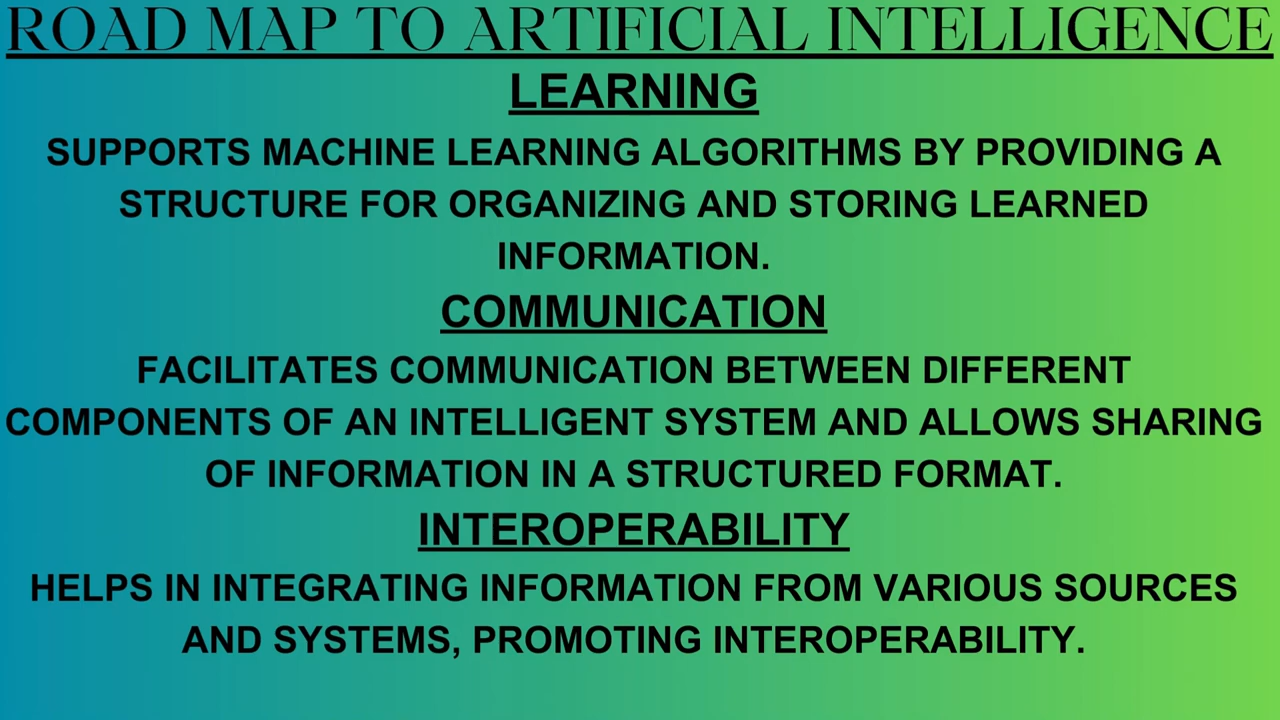 ROAD MAP TO ARTIFICIAL INTELLIGENCE
LEARNING
SUPPORTS MACHINE LEARNING ALGORITHMS BY PROVIDING A
STRUCTURE FOR ORGANIZING AND STORING LEARNED
INFORMATION.
COMMUNICATION
FACILITATES COMMUNICATION BETWEEN DIFFERENT
COMPONENTS OF AN INTELLIGENT SYSTEM AND ALLOWS SHARING
OF INFORMATION IN A STRUCTURED FORMAT.
INTEROPERABILITY
HELPS IN INTEGRATING INFORMATION FROM VARIOUS SOURCES
AND SYSTEMS, PROMOTING INTEROPERABILITY.